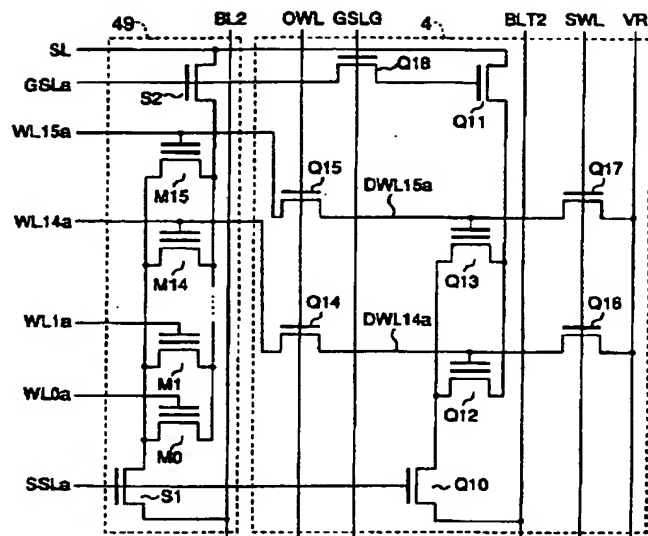 49 BL2 OWL GSLG 4 BLT2 SWL VR
SL
Q18
GSLa
S2
Q11
WL15a
Q15
DWL15a
Q17
M15
WL14a
Q13
M14
Q14
DWL14a
Q16
WL1a
M1
Q12
WL0a
M0
SSLa
S1
Q10